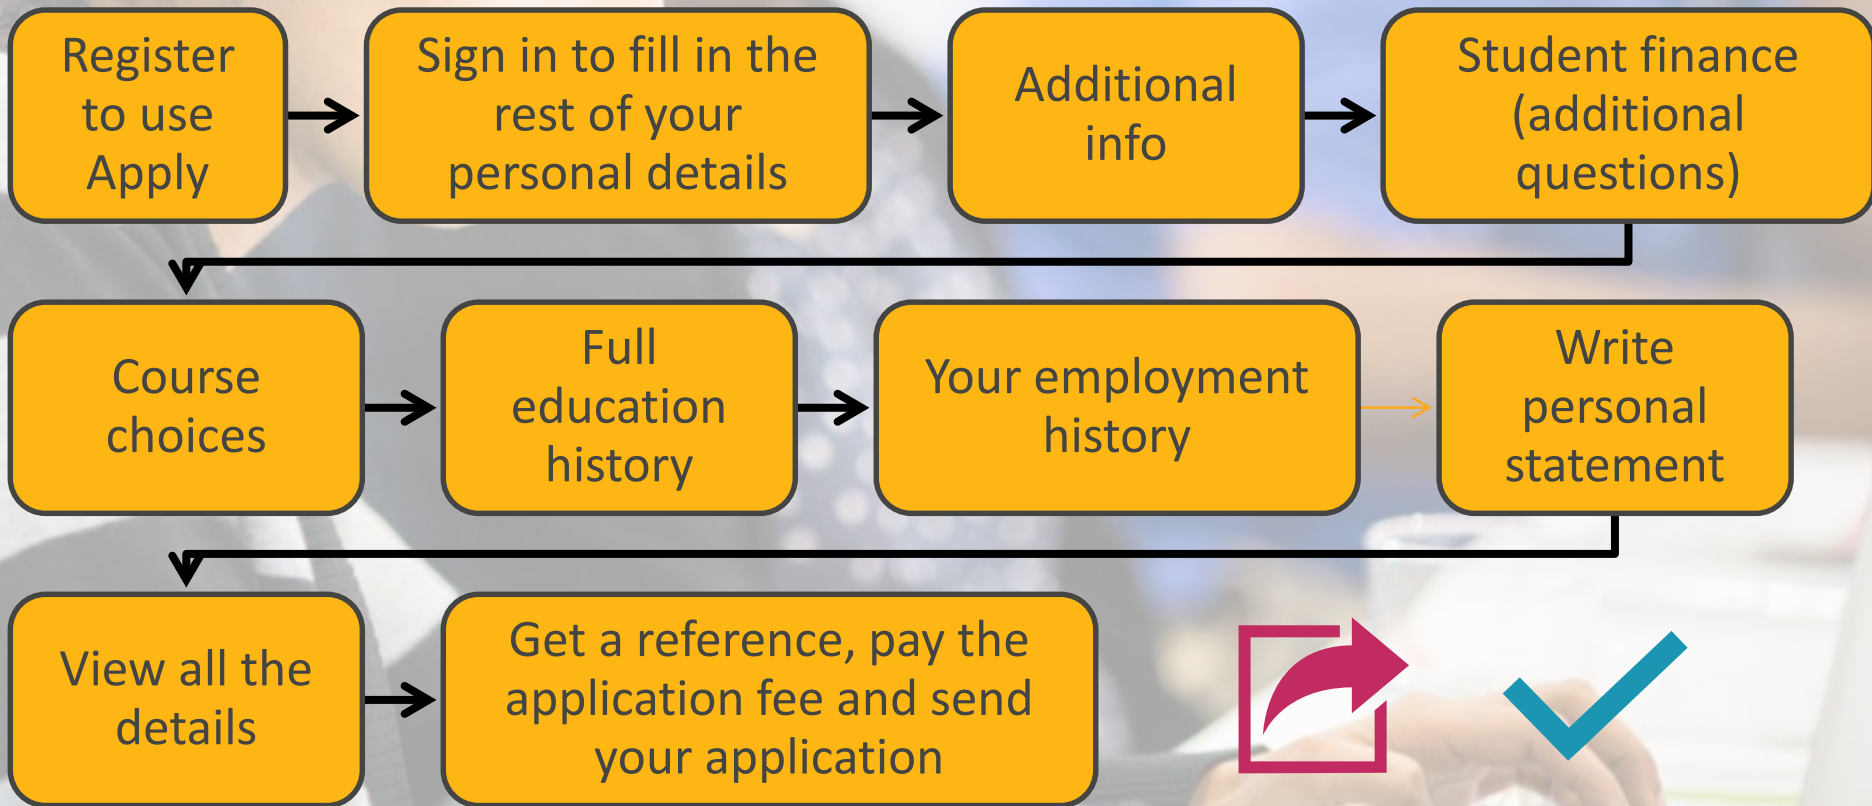 Register
to use
Apply
Sign in to fill in the
rest of your
personal details
Additional
info
Student finance
(additional
questions)
Course
choices
Full
education
history
Your employment
history
Write
personal
statement
View all the
details
Get a reference, pay the
application fee and send
your application